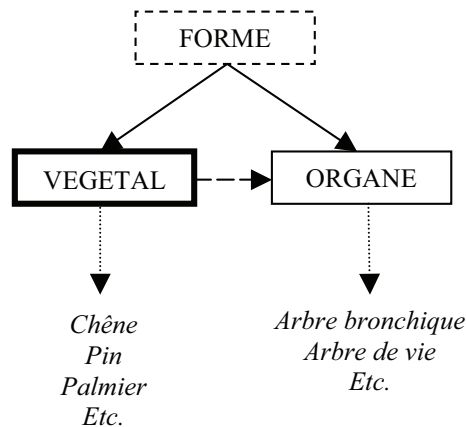 FORME
VEGETAL
ORGANE
Chêne
Pin
Palmier
Etc.
Arbre bronchique
Arbre de vie
Etc.